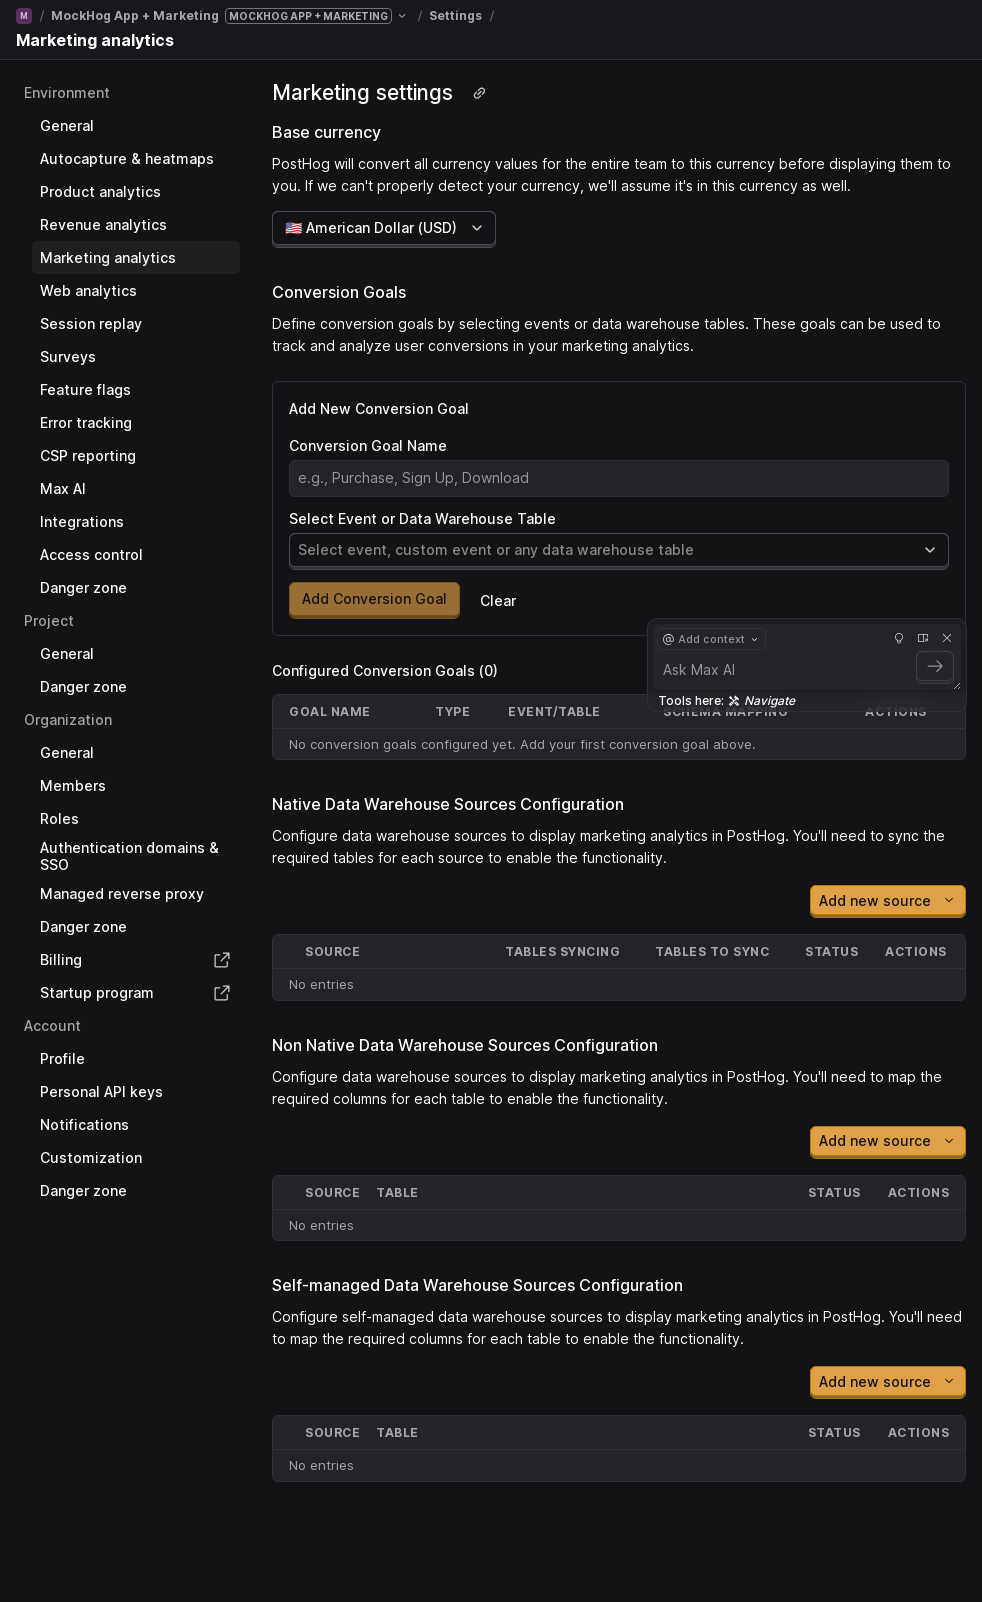 M / MockHog App + Marketing MOCKHOG APP + MARKETING / Settings /
Marketing analytics
Environment
General
Autocapture & heatmaps
Product analytics
Revenue analytics
Marketing analytics
Web analytics
Session replay
Surveys
Feature flags
Error tracking
CSP reporting
Max AI
Integrations
Access control
Danger zone
Project
General
Danger zone
Organization
General
Members
Roles
Authentication domains &
SSO
Managed reverse proxy
Danger zone
Billing
Startup program
Account
Profile
Personal API keys
Notifications
Customization
Danger zone
Marketing settings
Base currency
PostHog will convert all currency values for the entire team to this currency before displaying them to
you. If we can't properly detect your currency, we'll assume it's in this currency as well.
🇺🇸 American Dollar (USD)
Conversion Goals
Define conversion goals by selecting events or data warehouse tables. These goals can be used to
track and analyze user conversions in your marketing analytics.
Add New Conversion Goal
Conversion Goal Name
e.g., Purchase, Sign Up, Download
Select Event or Data Warehouse Table
Select event, custom event or any data warehouse table
Add Conversion Goal Clear
@ Add context
Ask Max AI
Tools here: Navigate
Configured Conversion Goals (0)
GOAL NAME TYPE EVENT/TABLE SCHEMA MAPPING ACTIONS
No conversion goals configured yet. Add your first conversion goal above.
Native Data Warehouse Sources Configuration
Configure data warehouse sources to display marketing analytics in PostHog. You'll need to sync the
required tables for each source to enable the functionality.
Add new source
SOURCE TABLES SYNCING TABLES TO SYNC STATUS ACTIONS
No entries
Non Native Data Warehouse Sources Configuration
Configure data warehouse sources to display marketing analytics in PostHog. You'll need to map the
required columns for each table to enable the functionality.
Add new source
SOURCE TABLE STATUS ACTIONS
No entries
Self-managed Data Warehouse Sources Configuration
Configure self-managed data warehouse sources to display marketing analytics in PostHog. You'll need
to map the required columns for each table to enable the functionality.
Add new source
SOURCE TABLE STATUS ACTIONS
No entries